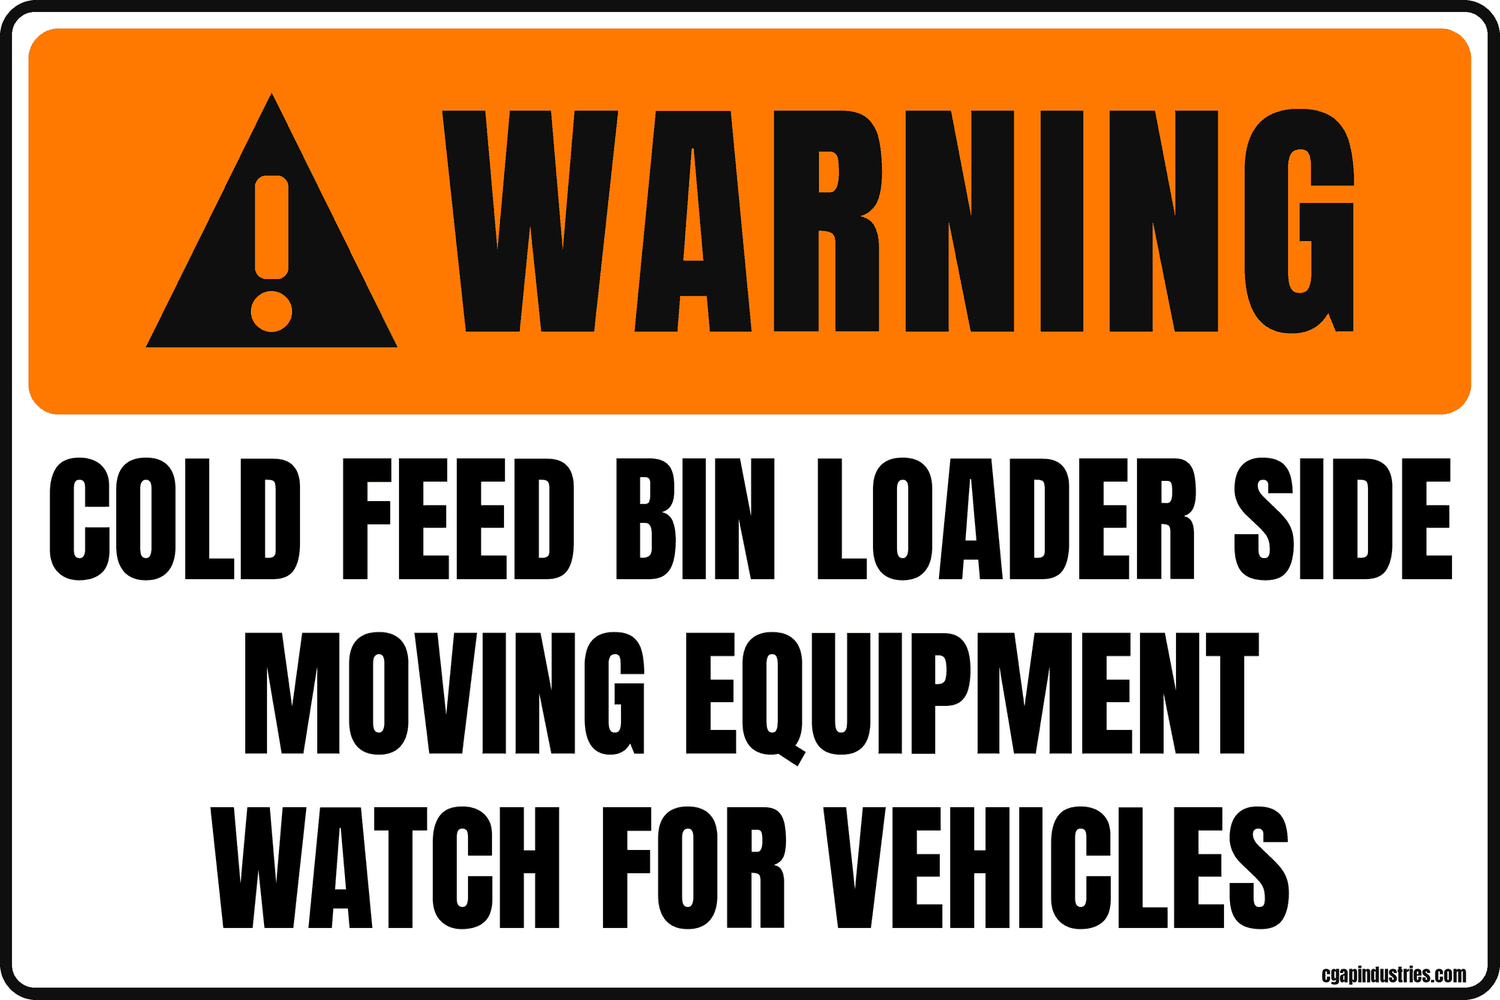 WARNING
COLD FEED BIN LOADER SIDE
MOVING EQUIPMENT
WATCH FOR VEHICLES
cgapindustries.com